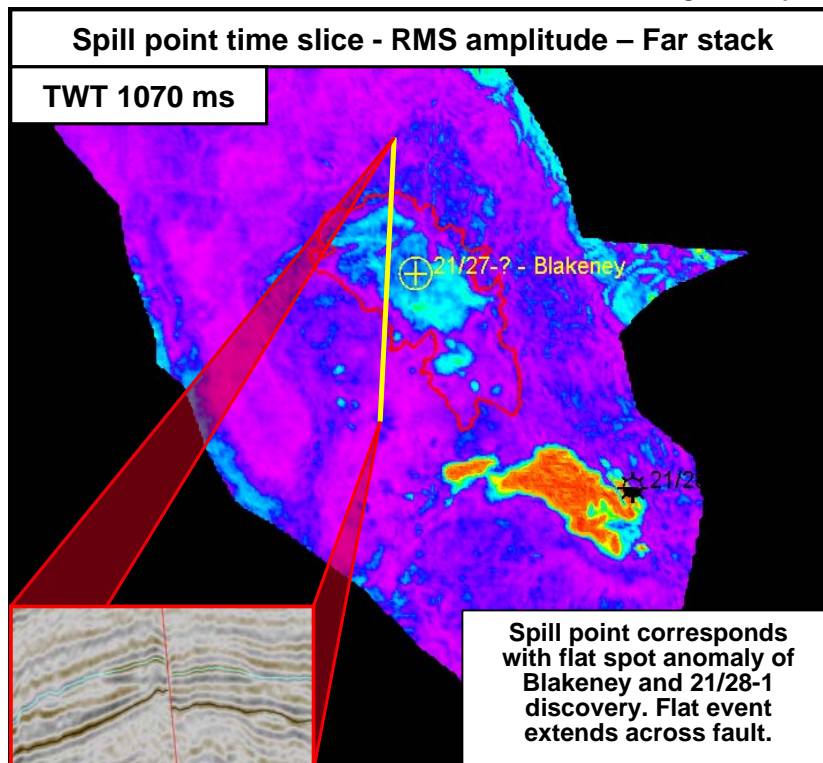 Spill point time slice - RMS amplitude – Far stack
TWT 1070 ms
21/27-? - Blakeney
21/28
Spill point corresponds
with flat spot anomaly of
Blakeney and 21/28-1
discovery. Flat event
extends across fault.